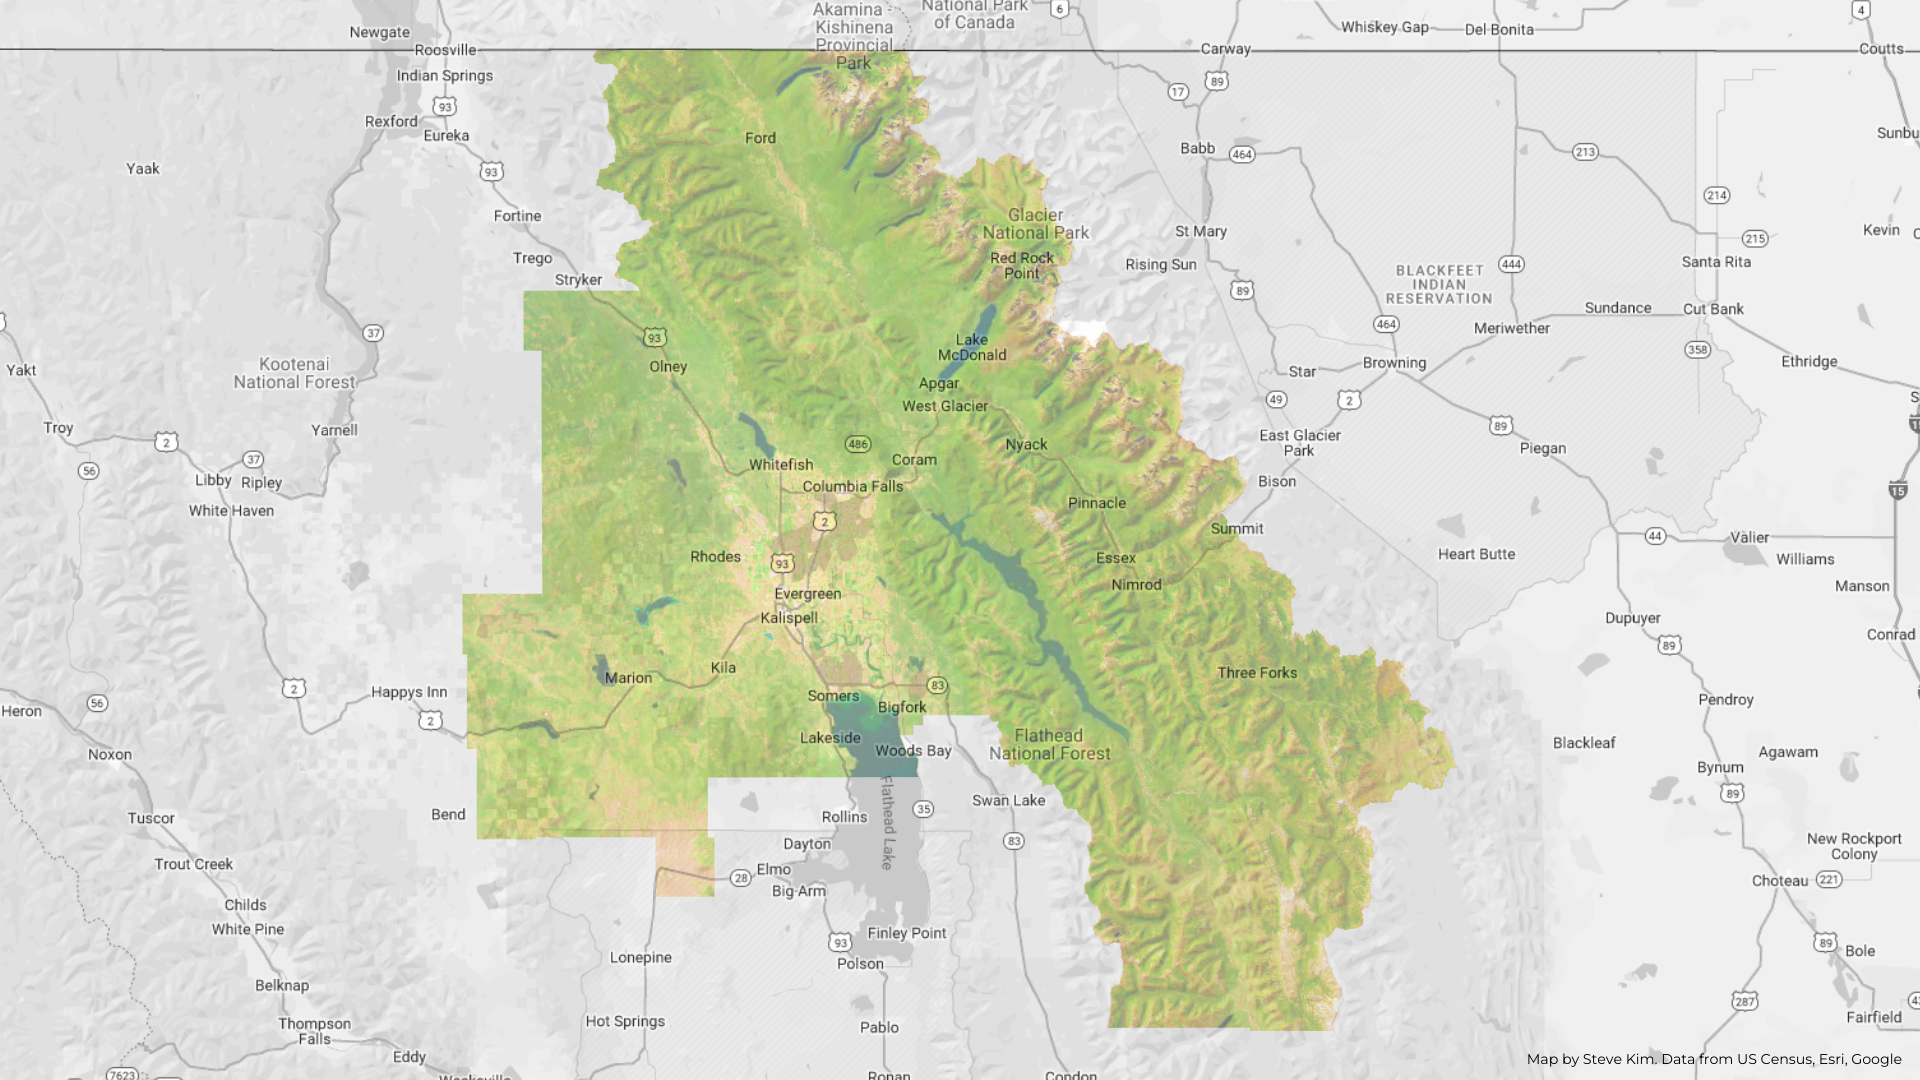 Akamina -
Kishinena
Provincial
Park
National Park
of Canada
6
4
Newgate
Roosville
Whiskey Gap
Del Bonita
Carway
Coutts
Indian Springs
93
89
17
Rexford
Eureka
Ford
Babb
464
213
Sunbu
Yaak
93
214
Fortine
Glacier
National Park
St Mary
Kevin
215
Trego
Red Rock
Point
Rising Sun
444
Santa Rita
Stryker
BLACKFEET
INDIAN
RESERVATION
89
Sundance
Cut Bank
37
93
Lake
McDonald
464
Meriwether
358
Kootenai
National Forest
Olney
Yakt
Star
Browning
Ethridge
Apgar
49
2
West Glacier
Troy
2
Yarnell
486
Nyack
East Glacier
Park
89
Piegan
56
37
Whitefish
Coram
Libby
Ripley
Columbia Falls
Bison
15
White Haven
2
Pinnacle
Summit
44
Valier
Rhodes
93
Essex
Heart Butte
Williams
Nimrod
Manson
Evergreen
Kalispell
Dupuyer
Conrad
89
Kila
Marion
Three Forks
2
Happys Inn
56
83
Heron
2
Somers
Bigfork
Pendroy
Lakeside
Woods Bay
Flathead
National Forest
Blackleaf
Agawam
Noxon
Bynum
89
Swan Lake
Bend
Rollins
35
Flathead Lake
Tuscor
83
Dayton
New Rockport
Colony
Trout Creek
28
Elmo
Big Arm
Choteau
221
Childs
White Pine
Finley Point
93
89
Bole
Lonepine
Polson
Belknap
287
Thompson
Falls
Hot Springs
Pablo
Fairfield
Eddy
7623
Ronan
Condon
Map by Steve Kim. Data from US Census, Esri, Google